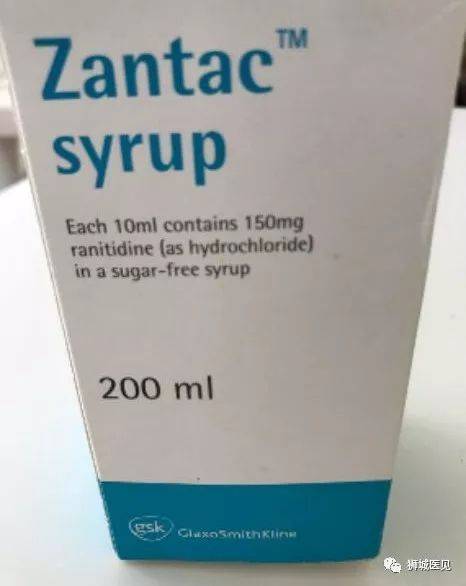 Zantac™
syrup
Each 10ml contains 150mg
ranitidine (as hydrochloride)
in a sugar-free syrup
200 ml
gsk GlaxoSmithKline
狮城医见